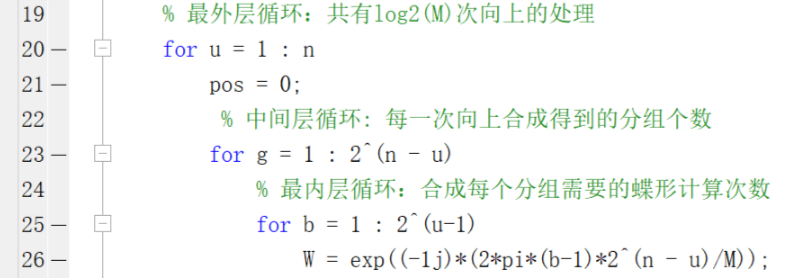 19 % 最外层循环：共有log2(M)次向上的处理
20 — for u = 1 : n
21 — pos = 0;
22 % 中间层循环: 每一次向上合成得到的分组个数
23 — for g = 1 : 2^(n - u)
24 % 最内层循环：合成每个分组需要的蝶形计算次数
25 — for b = 1 : 2^(u-1)
26 — W = exp((-1j)*(2*pi*(b-1)*2^(n - u)/M));